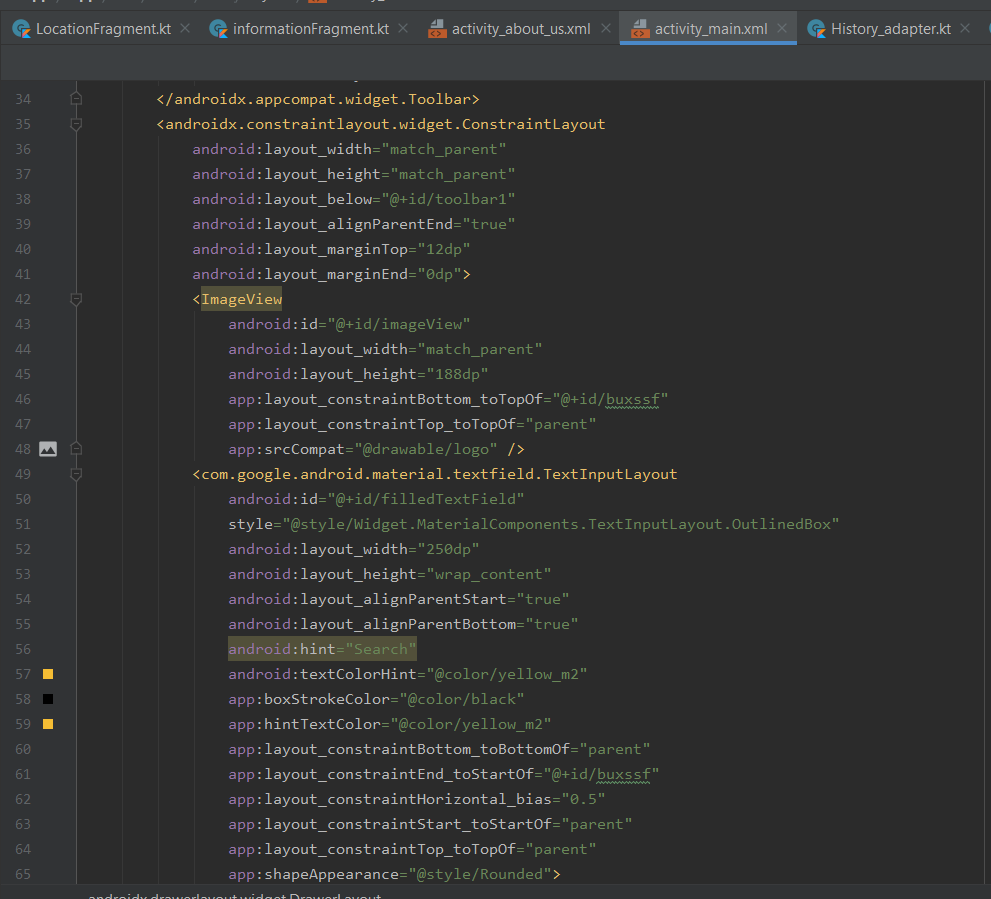 LocationFragment.kt × informationFragment.kt × activity_about_us.xml × activity_main.xml × History_adapter.kt ×
34 </androidx.appcompat.widget.Toolbar>
35 <androidx.constraintlayout.widget.ConstraintLayout
36 android:layout_width="match_parent"
37 android:layout_height="match_parent"
38 android:layout_below="@+id/toolbar1"
39 android:layout_alignParentEnd="true"
40 android:layout_marginTop="12dp"
41 android:layout_marginEnd="0dp">
42 <ImageView
43 android:id="@+id/imageView"
44 android:layout_width="match_parent"
45 android:layout_height="188dp"
46 app:layout_constraintBottom_toTopOf="@+id/buxssf"
47 app:layout_constraintTop_toTopOf="parent"
48 app:srcCompat="@drawable/logo" />
49 <com.google.android.material.textfield.TextInputLayout
50 android:id="@+id/filledTextField"
51 style="@style/Widget.MaterialComponents.TextInputLayout.OutlinedBox"
52 android:layout_width="250dp"
53 android:layout_height="wrap_content"
54 android:layout_alignParentStart="true"
55 android:layout_alignParentBottom="true"
56 android:hint="Search"
57 android:textColorHint="@color/yellow_m2"
58 app:boxStrokeColor="@color/black"
59 app:hintTextColor="@color/yellow_m2"
60 app:layout_constraintBottom_toBottomOf="parent"
61 app:layout_constraintEnd_toStartOf="@+id/buxssf"
62 app:layout_constraintHorizontal_bias="0.5"
63 app:layout_constraintStart_toStartOf="parent"
64 app:layout_constraintTop_toTopOf="parent"
65 app:shapeAppearance="@style/Rounded">
androidx.drawerlayout.widget.DrawerLayout